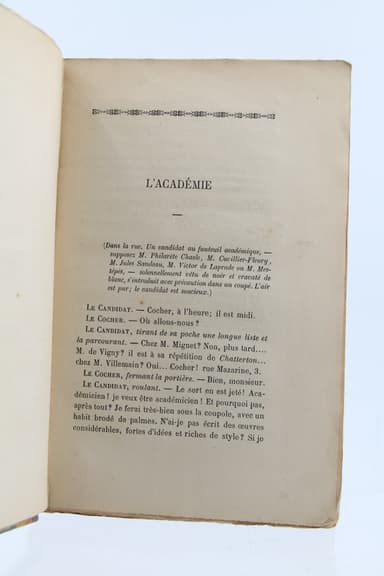 L'ACADÉMIE
(Dans la rue. Un candidat au fauteuil académique, —
supposez M. Philarète Chasle, M. Cuvillier-Fleury,
M. Jules Sandeau, M. Victor de Laprade ou M. Mes-
tépès, — solennellement vêtu de noir et cravaté de
blanc, s'introduit avec précaution dans un coupé. L'air
est pur; le candidat est soucieux.)
LE CANDIDAT. — Cocher, à l'heure; il est midi.
LE COCHER. — Où allons-nous?
LE CANDIDAT, tirant de sa poche une longue liste et
la parcourant. — Chez M. Mignet? Non, plus tard....
M. de Vigny? il est à sa répétition de Chatterton...
chez M. Villemain? Oui... Cocher! rue Mazarine, 3.
LE COCHER, fermant la portière. — Bien, monsieur.
LE CANDIDAT, roulant. — Le sort en est jeté! Aca-
démicien! je veux être académicien! Et pourquoi pas,
après tout? Je ferai très-bien sous la coupole, avec un
habit brodé de palmes. N'ai-je pas écrit des œuvres
considérables, fortes d'idées et riches de style? Si je